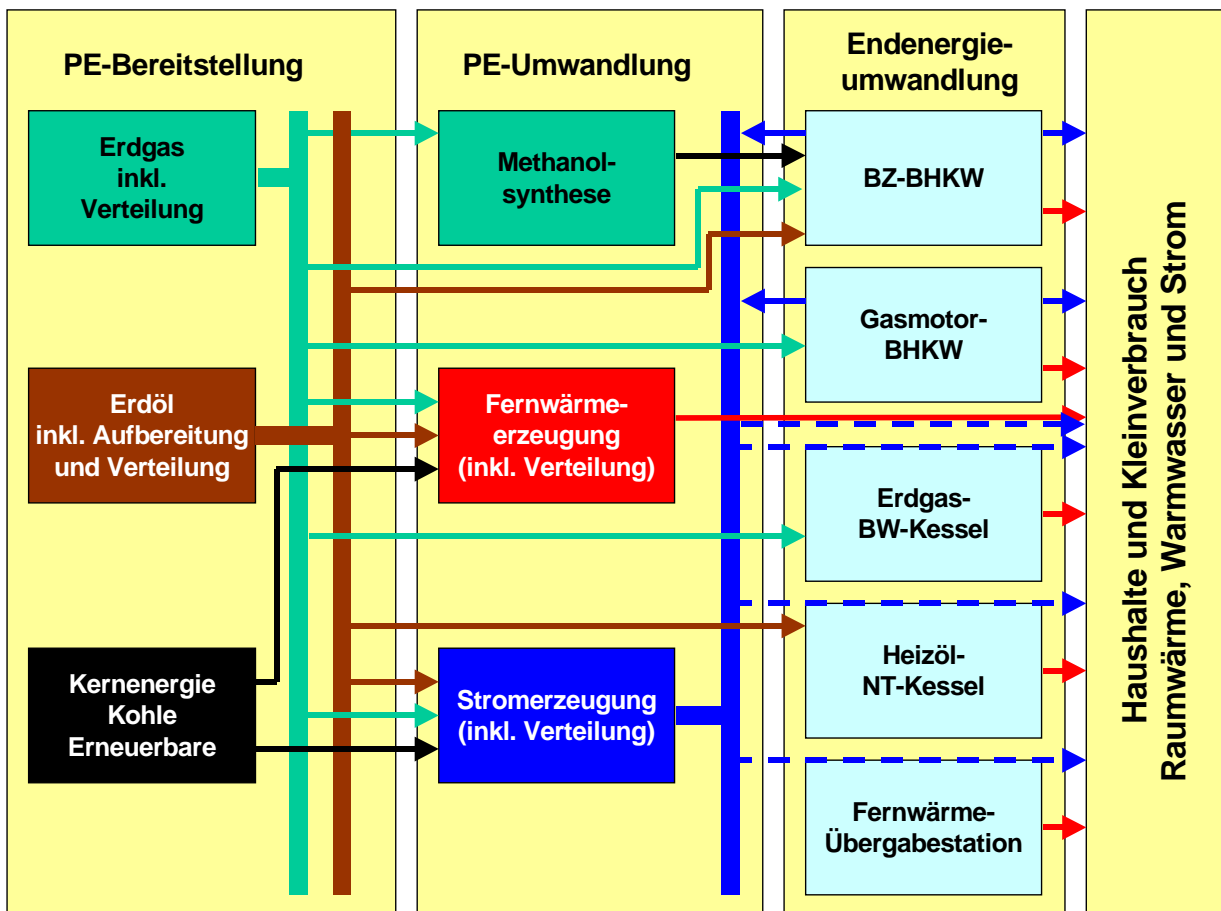 PE-Bereitstellung
Erdgas
inkl.
Verteilung
Erdöl
inkl. Aufbereitung
und Verteilung
Kernenergie
Kohle
Erneuerbare
PE-Umwandlung
Methanol-
synthese
Fernwärme-
erzeugung
(inkl. Verteilung)
Stromerzeugung
(inkl. Verteilung)
Endenergie-
umwandlung
BZ-BHKW
Gasmotor-
BHKW
Erdgas-
BW-Kessel
Heizöl-
NT-Kessel
Fernwärme-
Übergabestation
Haushalte und Kleinverbrauch
Raumwärme, Warmwasser und Strom